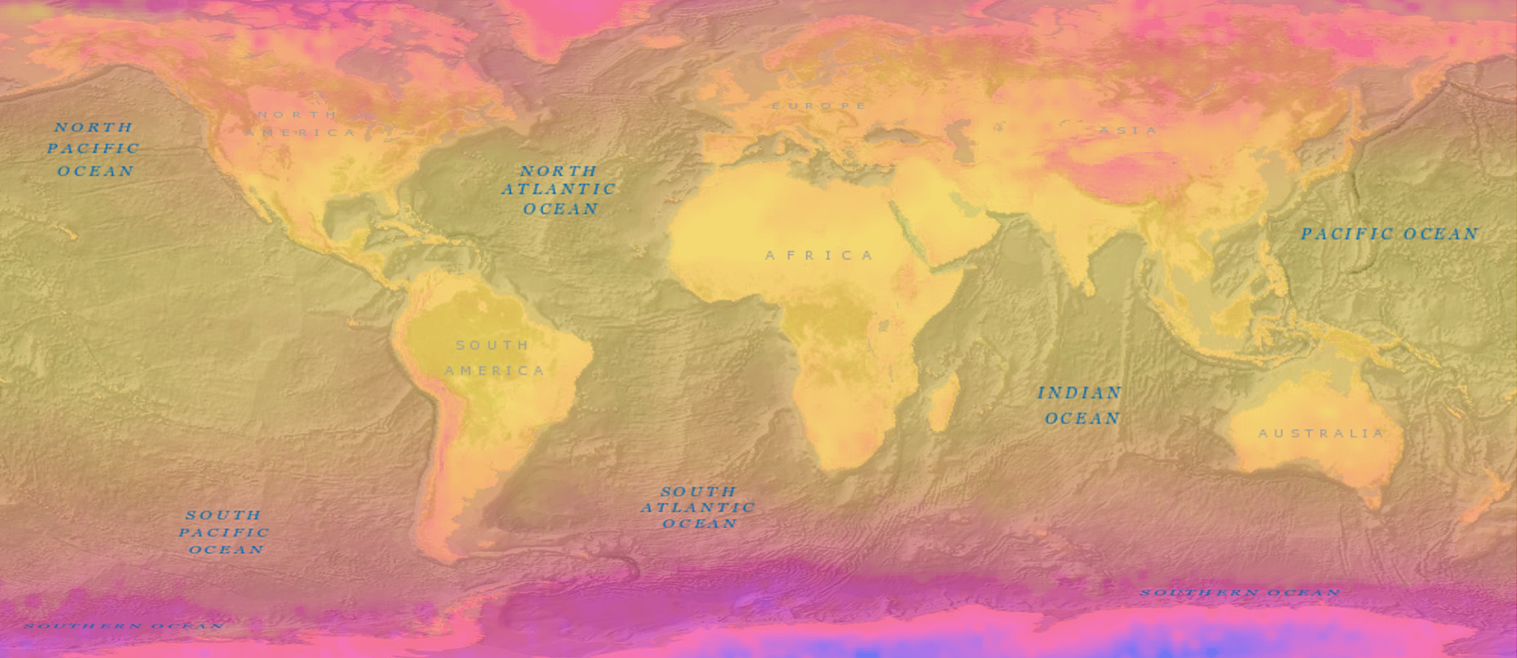 EUROPE
NORTH
AMERICA
NORTH
PACIFIC
OCEAN
ASIA
NORTH
ATLANTIC
OCEAN
PACIFIC OCEAN
AFRICA
SOUTH
AMERICA
INDIAN
OCEAN
AUSTRALIA
SOUTH
ATLANTIC
OCEAN
SOUTH
PACIFIC
OCEAN
SOUTHERN OCEAN
SOUTHERN OCEAN